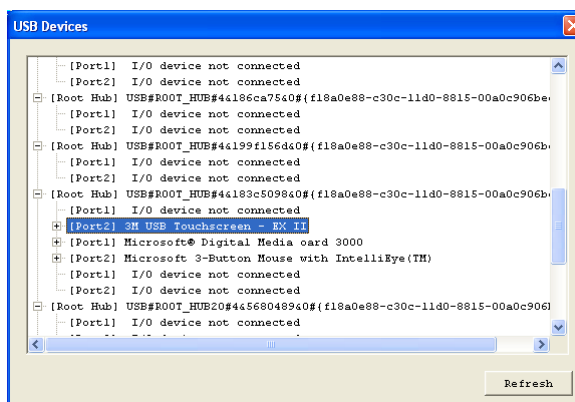 USB Devices
[Port1] I/O device not connected
[Port2] I/O device not connected
[Root Hub] USB#ROOT_HUB#4&186ca75&0#{f18a0e88-c30c-11d0-8815-00a0c906be
[Port1] I/O device not connected
[Port2] I/O device not connected
[Root Hub] USB#ROOT_HUB#4&199f156d&0#{f18a0e88-c30c-11d0-8815-00a0c906b
[Port1] I/O device not connected
[Port2] I/O device not connected
[Root Hub] USB#ROOT_HUB#4&183c5098&0#{f18a0e88-c30c-11d0-8815-00a0c906b
[Port1] I/O device not connected
[Port2] 3M USB Touchscreen - EX II
[Port1] Microsoft® Digital Media oard 3000
[Port2] Microsoft 3-Button Mouse with IntelliEye(TM)
[Port1] I/O device not connected
[Port2] I/O device not connected
[Root Hub] USB#ROOT_HUB20#4&5680489&0#{f18a0e88-c30c-11d0-8815-00a0c906
[Port1] I/O device not connected
Refresh